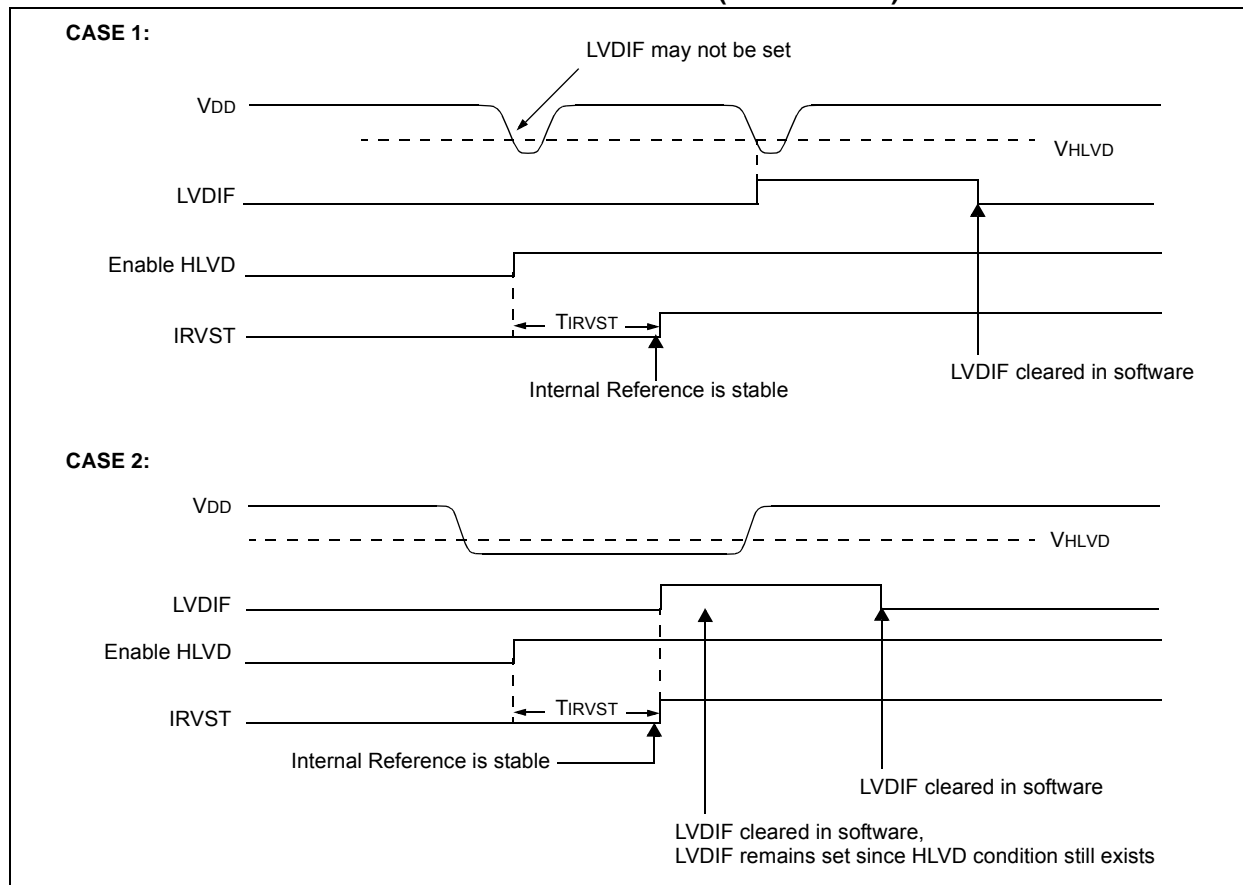 CASE 1:
LVDIF may not be set
VDD
VHLVD
LVDIF
Enable HLVD
TIRVST
IRVST
Internal Reference is stable
LVDIF cleared in software
CASE 2:
VDD
VHLVD
LVDIF
Enable HLVD
TIRVST
IRVST
Internal Reference is stable
LVDIF cleared in software
LVDIF cleared in software,
LVDIF remains set since HLVD condition still exists